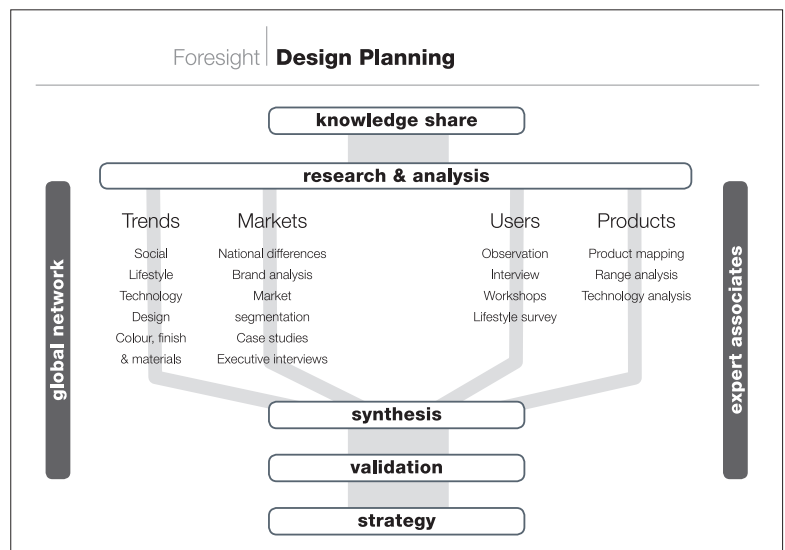 Foresight Design Planning
knowledge share
research & analysis
global network
Trends
Social
Lifestyle
Technology
Design
Colour, finish
& materials
Markets
National differences
Brand analysis
Market
segmentation
Case studies
Executive interviews
Users
Observation
Interview
Workshops
Lifestyle survey
Products
Product mapping
Range analysis
Technology analysis
expert associates
synthesis
validation
strategy